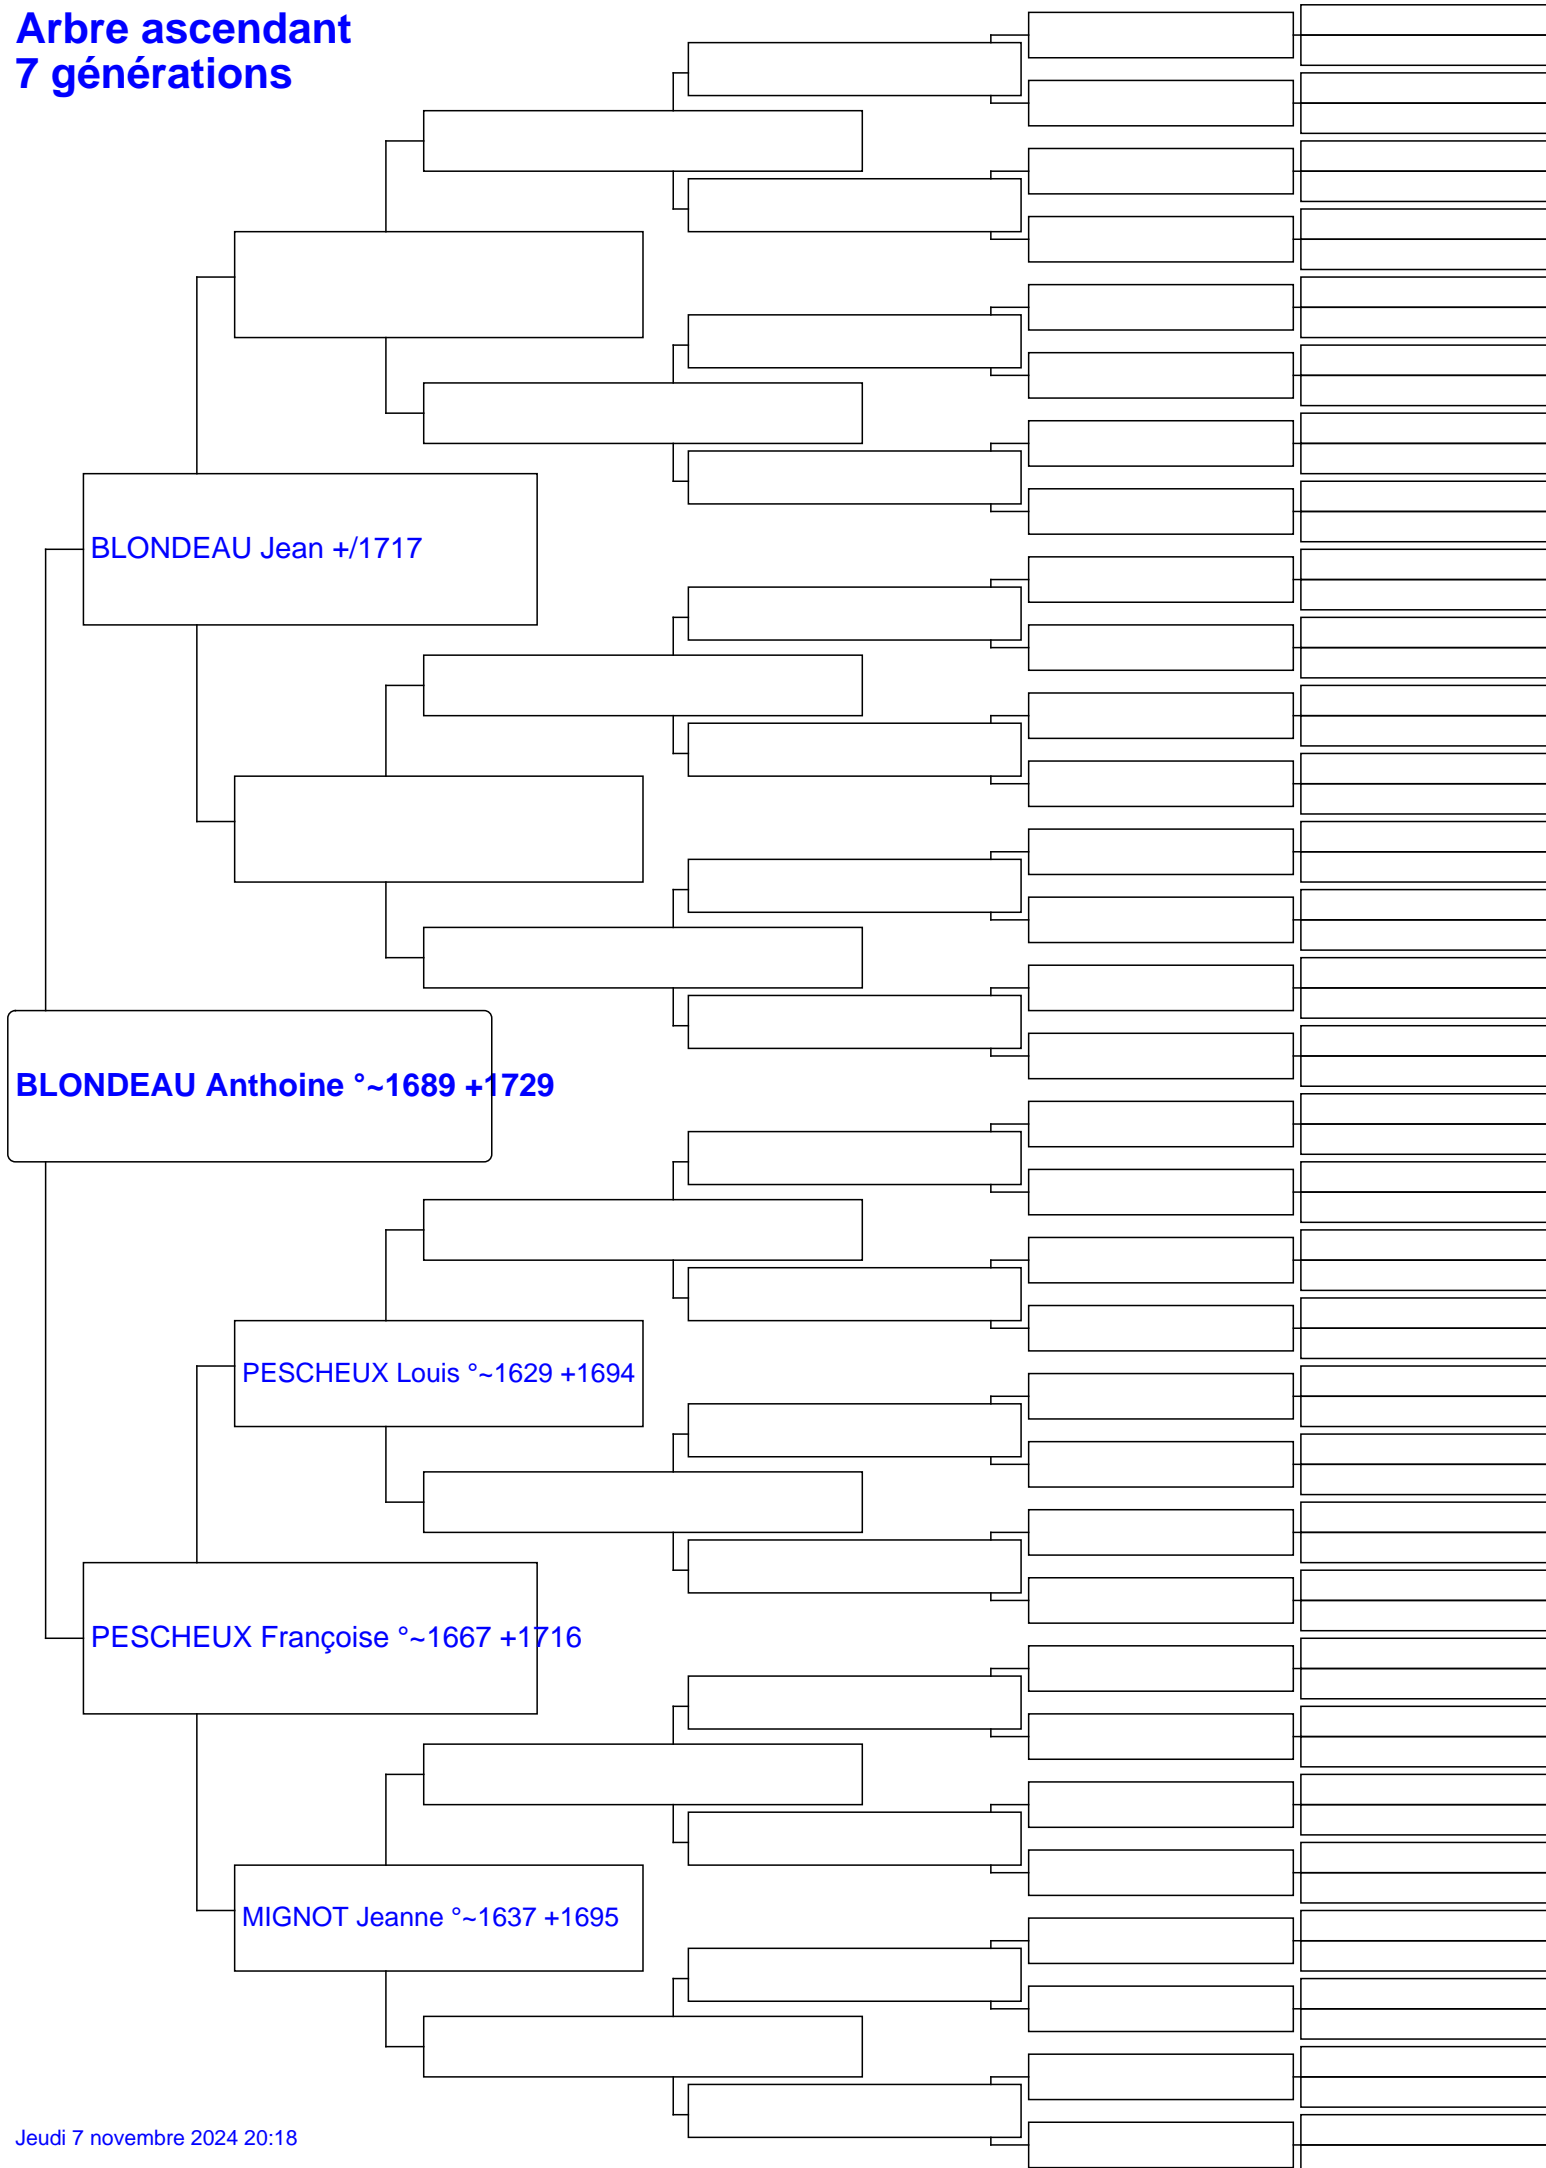 Arbre ascendant
7 générations
BLONDEAU Jean +/1717
BLONDEAU Anthoine °~1689 +1729
PESCHEUX Louis °~1629 +1694
PESCHEUX Françoise °~1667 +1716
MIGNOT Jeanne °~1637 +1695
Jeudi 7 novembre 2024 20:18